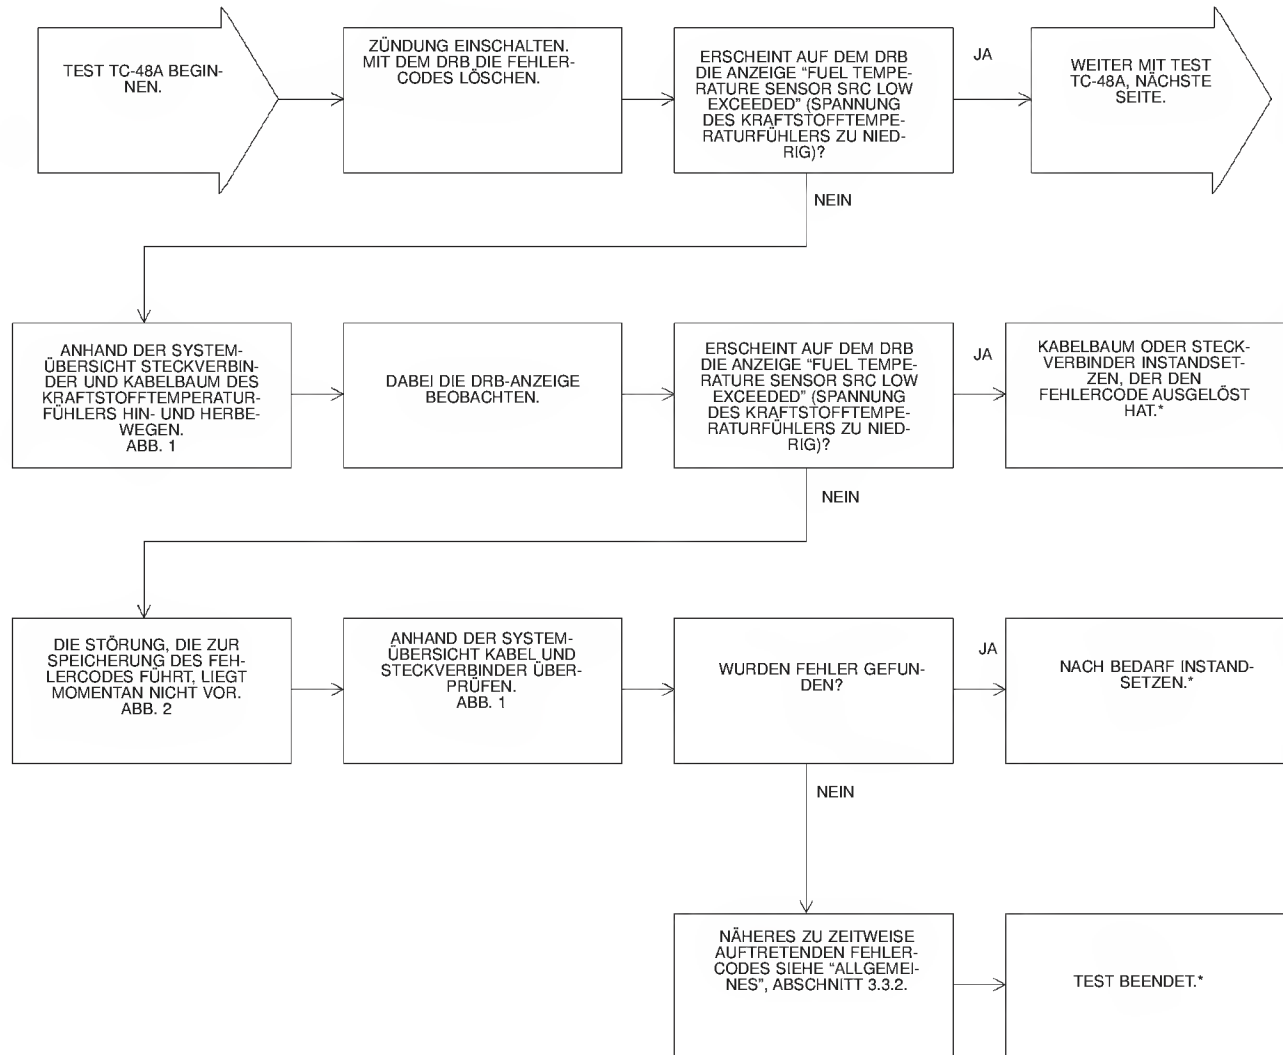 TEST TC-48A BEGIN-
NEN.
ZÜNDUNG EINSCHALTEN.
MIT DEM DRB DIE FEHLER-
CODES LÖSCHEN.
ERSCHEINT AUF DEM DRB
DIE ANZEIGE “FUEL TEMPE-
RATURE SENSOR SRC LOW
EXCEEDED” (SPANNUNG
DES KRAFTSTOFFTEMPE-
RATURFÜHLERS ZU NIED-
RIG)?
JA
WEITER MIT TEST
TC-48A, NÄCHSTE
SEITE.
NEIN
ANHAND DER SYSTEM-
ÜBERSICHT STECKVERBIN-
DER UND KABELBAUM DES
KRAFTSTOFFTEMPERATUR-
FÜHLERS HIN- UND HERBE-
WEGEN.
ABB. 1
DABEI DIE DRB-ANZEIGE
BEOBACHTEN.
ERSCHEINT AUF DEM DRB
DIE ANZEIGE “FUEL TEMPE-
RATURE SENSOR SRC LOW
EXCEEDED” (SPANNUNG
DES KRAFTSTOFFTEMPE-
RATURFÜHLERS ZU NIED-
RIG)?
JA
KABELBAUM ODER STECK-
VERBINDER INSTANDSET-
ZEN, DER DEN
FEHLERCODE AUSGELÖST
HAT.*
NEIN
DIE STÖRUNG, DIE ZUR
SPEICHERUNG DES FEH-
LERCODES FÜHRT, LIEGT
MOMENTAN NICHT VOR.
ABB. 2
ANHAND DER SYSTEM-
ÜBERSICHT KABEL UND
STECKVERBINDER ÜBER-
PRÜFEN.
ABB. 1
WURDEN FEHLER GEFUN-
DEN?
JA
NACH BEDARF INSTAND-
SETZEN.*
NEIN
NÄHERES ZU ZEITWEISE
AUFTRETENDEN FEHLER-
CODES SIEHE “ALLGEMEI-
NES”, ABSCHNITT 3.3.2.
TEST BEENDET.*